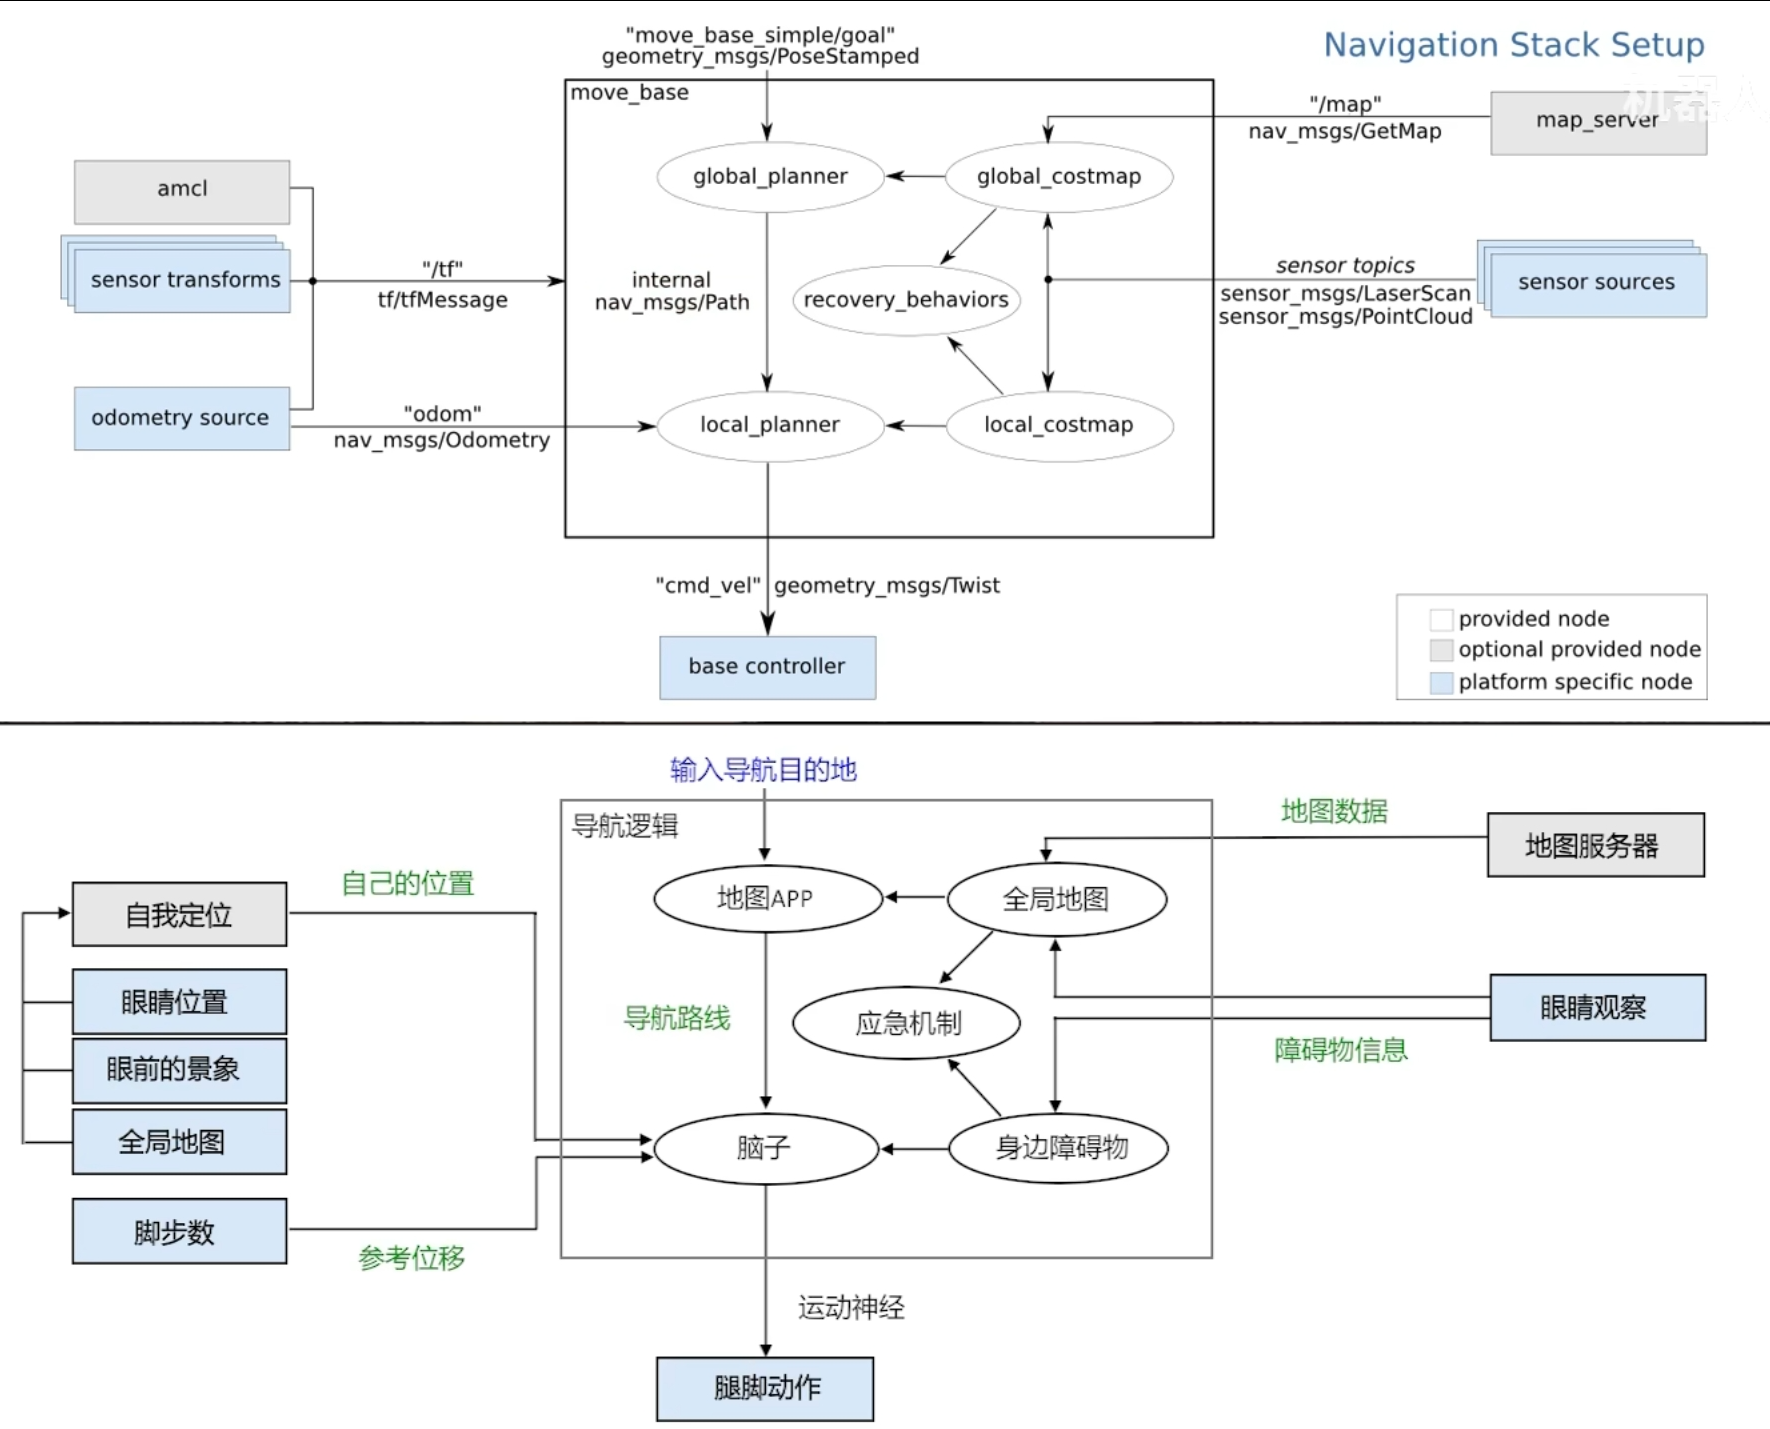 "move_base_simple/goal"
geometry_msgs/PoseStamped
Navigation Stack Setup
机器人
move_base
"/map"
nav_msgs/GetMap
map_server
amcl
global_planner
global_costmap
sensor transforms
"/tf"
tf/tfMessage
internal
nav_msgs/Path
recovery_behaviors
sensor topics
sensor_msgs/LaserScan
sensor_msgs/PointCloud
sensor sources
odometry source
"odom"
nav_msgs/Odometry
local_planner
local_costmap
"cmd_vel" geometry_msgs/Twist
base controller
provided node
optional provided node
platform specific node
输入导航目的地
导航逻辑
地图数据
地图服务器
自己的位置
自我定位
地图APP
全局地图
眼睛位置
眼前的景象
全局地图
导航路线
应急机制
眼睛观察
障碍物信息
脑子
身边障碍物
脚步数
参考位移
运动神经
腿脚动作